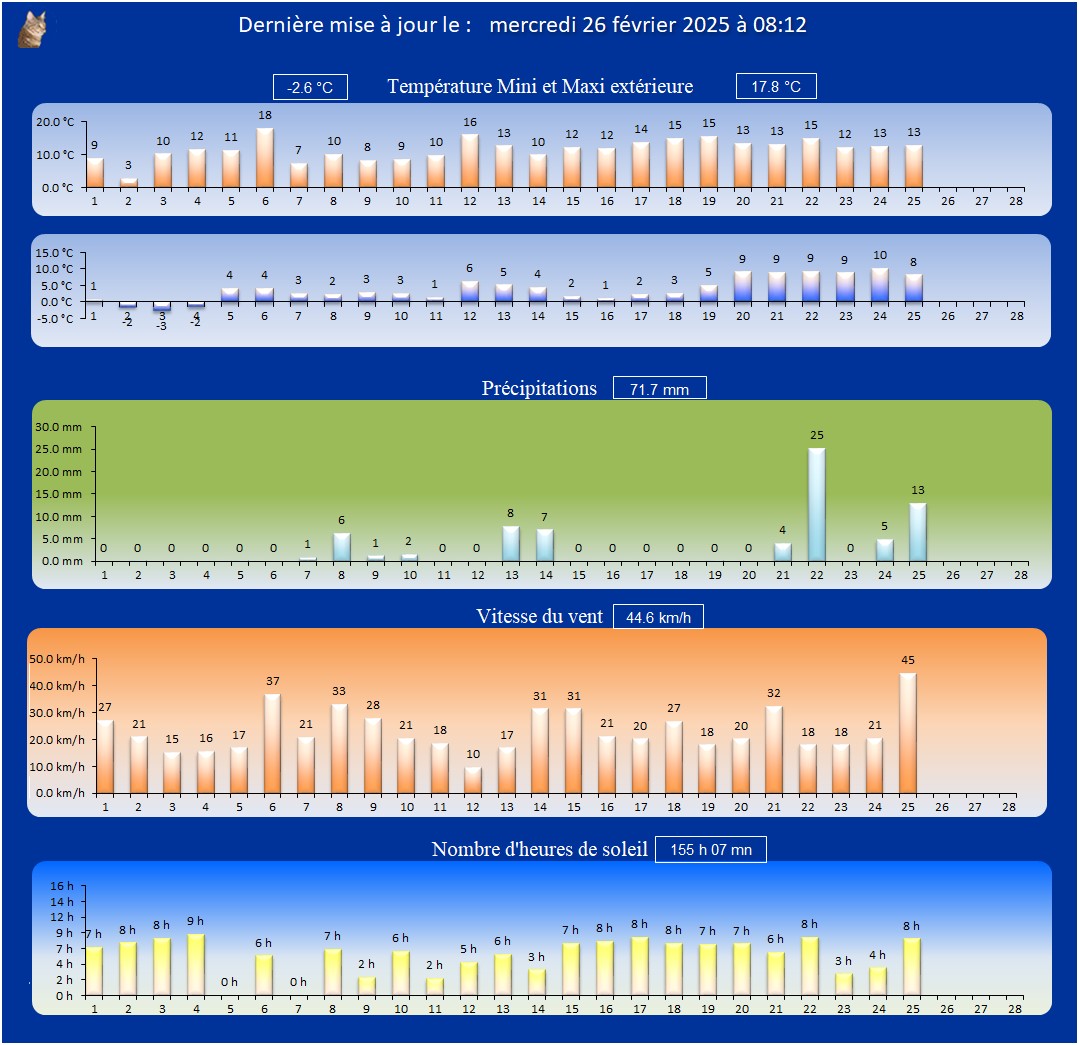 Dernière mise à jour le : mercredi 26 février 2025 à 08:12
-2.6 °C Température Mini et Maxi extérieure 17.8 °C
18
20.0 °C 9 3 10 12 11 7 10 8 9 10 16 13 10 12 12 14 15 15 13 13 15 12 13 13
10.0 °C
0.0 °C
1 2 3 4 5 6 7 8 9 10 11 12 13 14 15 16 17 18 19 20 21 22 23 24 25 26 27 28
15.0 °C
10.0 °C
5.0 °C
1 4 4 3 2 3 3 1 6 5 4 2 1 2 3 5 9 9 9 9 10 8
0.0 °C
-5.0 °C
1 2 3 4 5 6 7 8 9 10 11 12 13 14 15 16 17 18 19 20 21 22 23 24 25 26 27 28
-2 -3 -2
Précipitations 71.7 mm
30.0 mm
25.0 mm
20.0 mm
15.0 mm
10.0 mm
5.0 mm
0.0 mm
0 0 0 0 0 0 1 6 1 2 0 0 8 7 0 0 0 0 0 0 4 25 0 5 13
1 2 3 4 5 6 7 8 9 10 11 12 13 14 15 16 17 18 19 20 21 22 23 24 25 26 27 28
Vitesse du vent 44.6 km/h
50.0 km/h
40.0 km/h
30.0 km/h
20.0 km/h
10.0 km/h
0.0 km/h
27 21 15 16 17 37 21 33 28 21 18 10 17 31 31 21 20 27 18 20 32 18 18 21 45
1 2 3 4 5 6 7 8 9 10 11 12 13 14 15 16 17 18 19 20 21 22 23 24 25 26 27 28
Nombre d'heures de soleil 155 h 07 mn
16 h
14 h
12 h
9 h
7 h
4 h
2 h
0 h
7 h 8 h 8 h 9 h 0 h 6 h 0 h 7 h 2 h 6 h 2 h 5 h 6 h 3 h 7 h 8 h 8 h 8 h 7 h 7 h 6 h 8 h 3 h 4 h 8 h
1 2 3 4 5 6 7 8 9 10 11 12 13 14 15 16 17 18 19 20 21 22 23 24 25 26 27 28